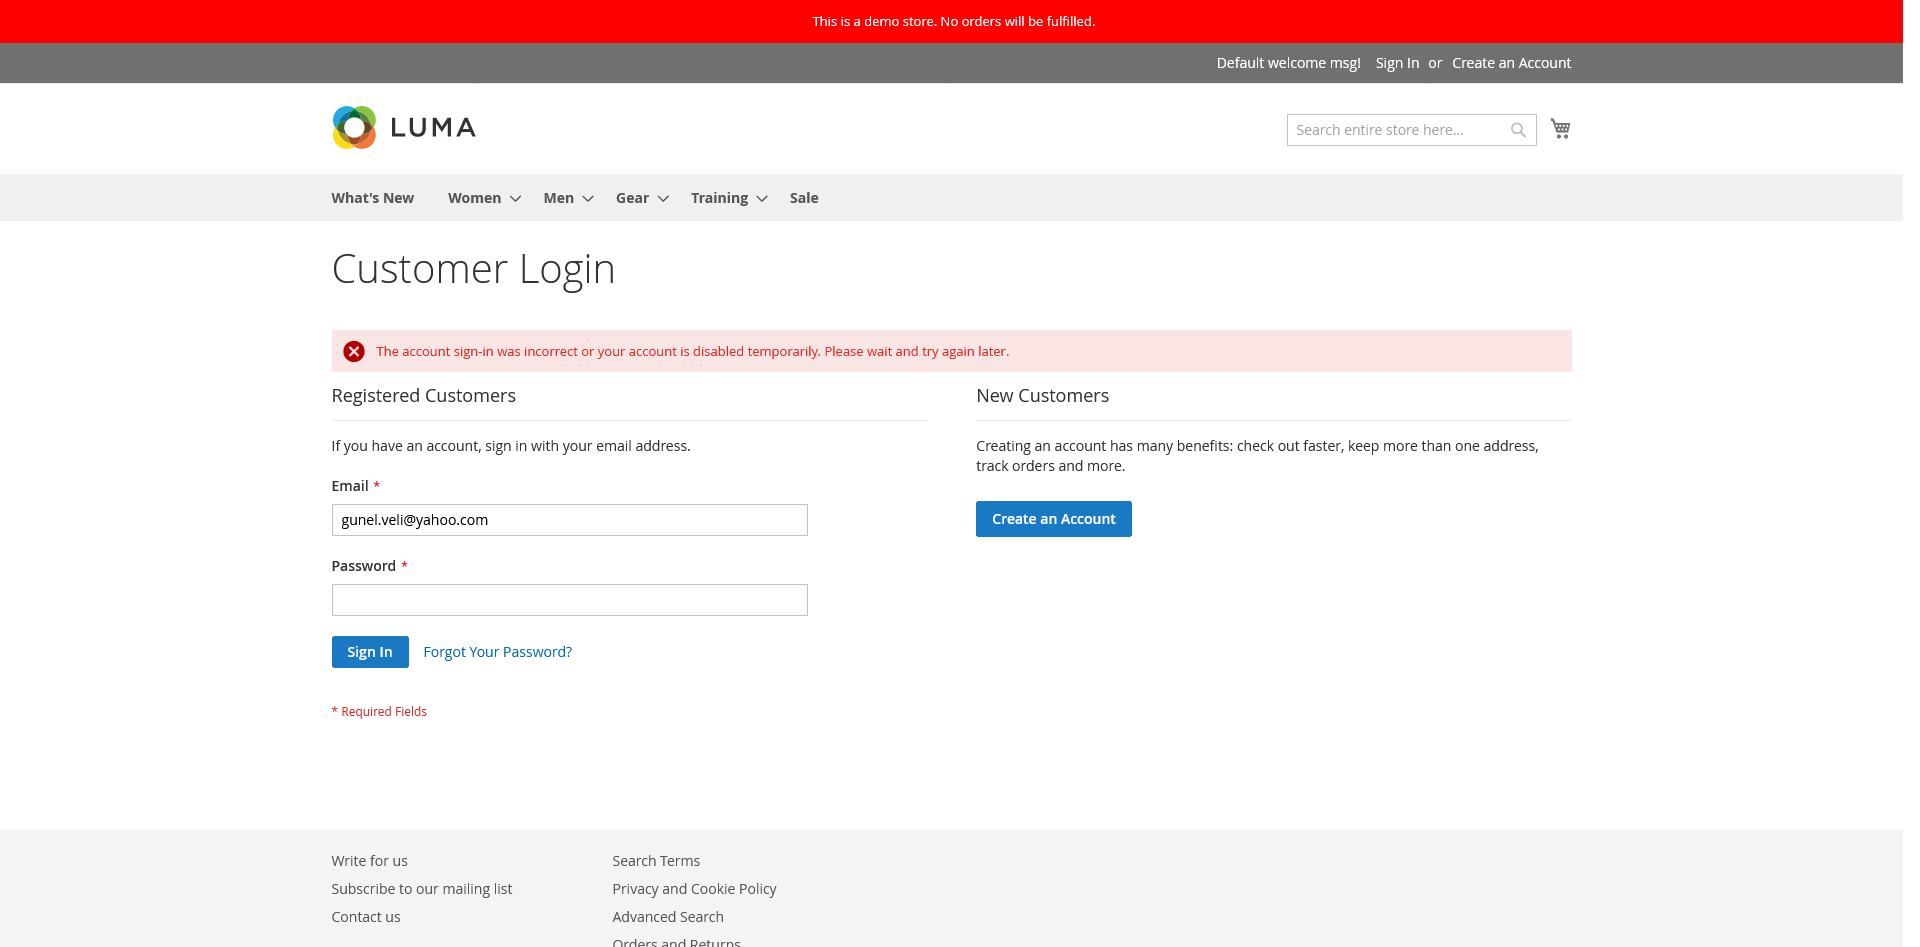 This is a demo store. No orders will be fulfilled.
Default welcome msg! Sign In or Create an Account
LUMA
Search entire store here...
What's New Women Men Gear Training Sale
Customer Login
The account sign-in was incorrect or your account is disabled temporarily. Please wait and try again later.
Registered Customers
If you have an account, sign in with your email address.
Email *
gunel.veli@yahoo.com
Password *
Sign In Forgot Your Password?
* Required Fields
New Customers
Creating an account has many benefits: check out faster, keep more than one address,
track orders and more.
Create an Account
Write for us
Subscribe to our mailing list
Contact us
Search Terms
Privacy and Cookie Policy
Advanced Search
Orders and Returns